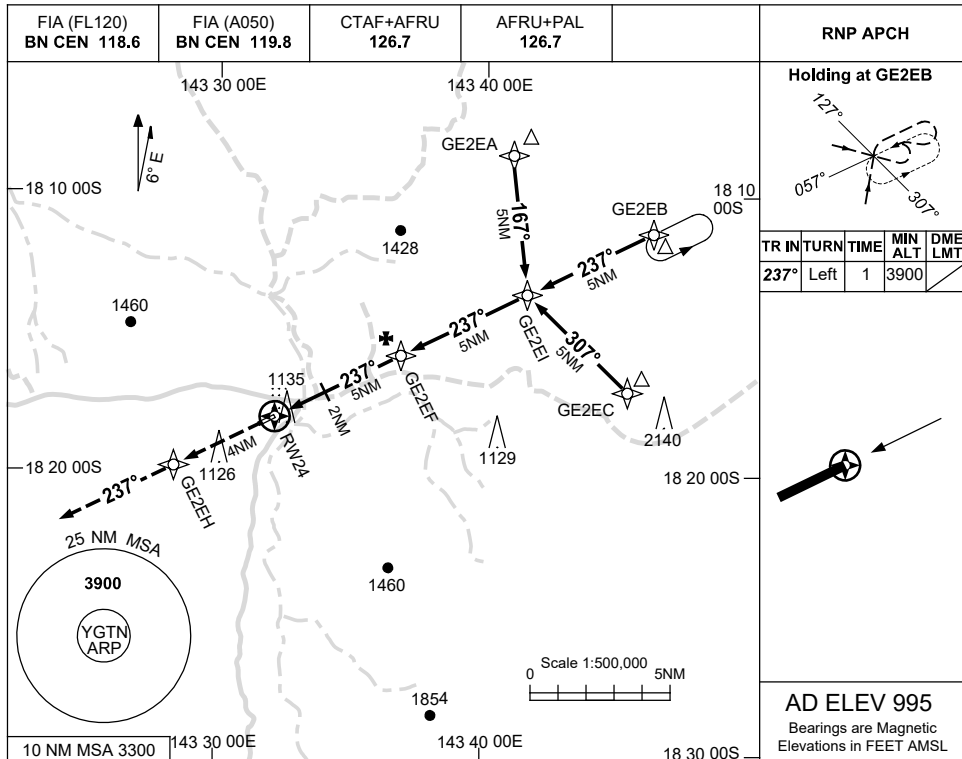 FIA (FL120)
BN CEN 118.6
FIA (A050)
BN CEN 119.8
CTAF+AFRU
126.7
AFRU+PAL
126.7
RNP APCH
143 30 00E
143 40 00E
6° E
18 10 00S
18 10
00S
GE2EA
167°
5NM
GE2EB
237°
5NM
1428
1460
GE2EI
237°
5NM
307°
5NM
GE2EC
GE2EF
237°
5NM
2NM
1135
RW24
4NM
1126
1129
2140
GE2EH
237°
18 20 00S
18 20 00S
25 NM MSA
3900
YGTN
ARP
1460
1854
Scale 1:500,000
0
5NM
10 NM MSA 3300
143 30 00E
143 40 00E
18 30 00S
Holding at GE2EB
127°
057°
307°
TR IN TURN TIME MIN ALT DME LMT
237° Left 1 3900
AD ELEV 995
Bearings are Magnetic
Elevations in FEET AMSL